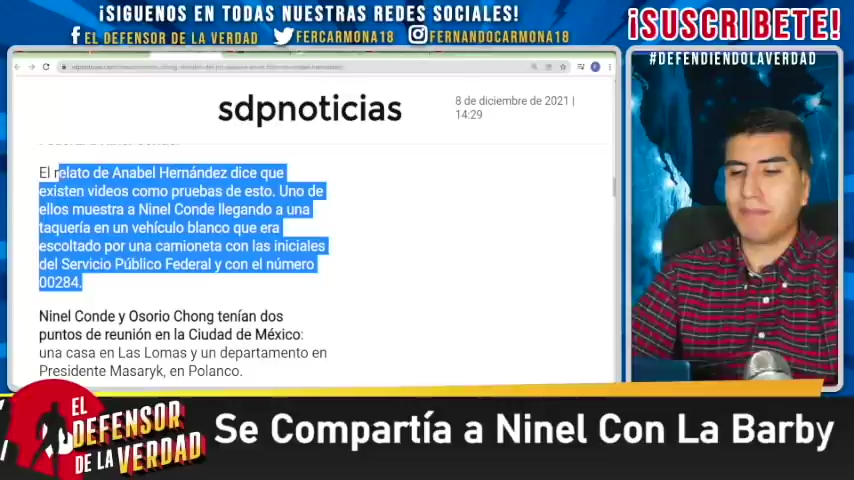 ¡SIGUENOS EN TODAS NUESTRAS REDES SOCIALES!
EL DEFENSOR DE LA VERDAD FERCARMONA18 FERNANDOCARMONA18
¡SUSCRIBETE!
#DEFENDIENDOLAVERDAD
sdpnoticias
8 de diciembre de 2021 |
14:29
El relato de Anabel Hernández dice que
existen videos como pruebas de esto. Uno de
ellos muestra a Ninel Conde llegando a una
taquería en un vehículo blanco que era
escoltado por una camioneta con las iniciales
del Servicio Público Federal y con el número
00284.
Ninel Conde y Osorio Chong tenían dos
puntos de reunión en la Ciudad de México:
una casa en Las Lomas y un departamento en
Presidente Masaryk, en Polanco.
EL
DEFENSOR
DE LA VERDAD
Se Compartía a Ninel Con La Barby